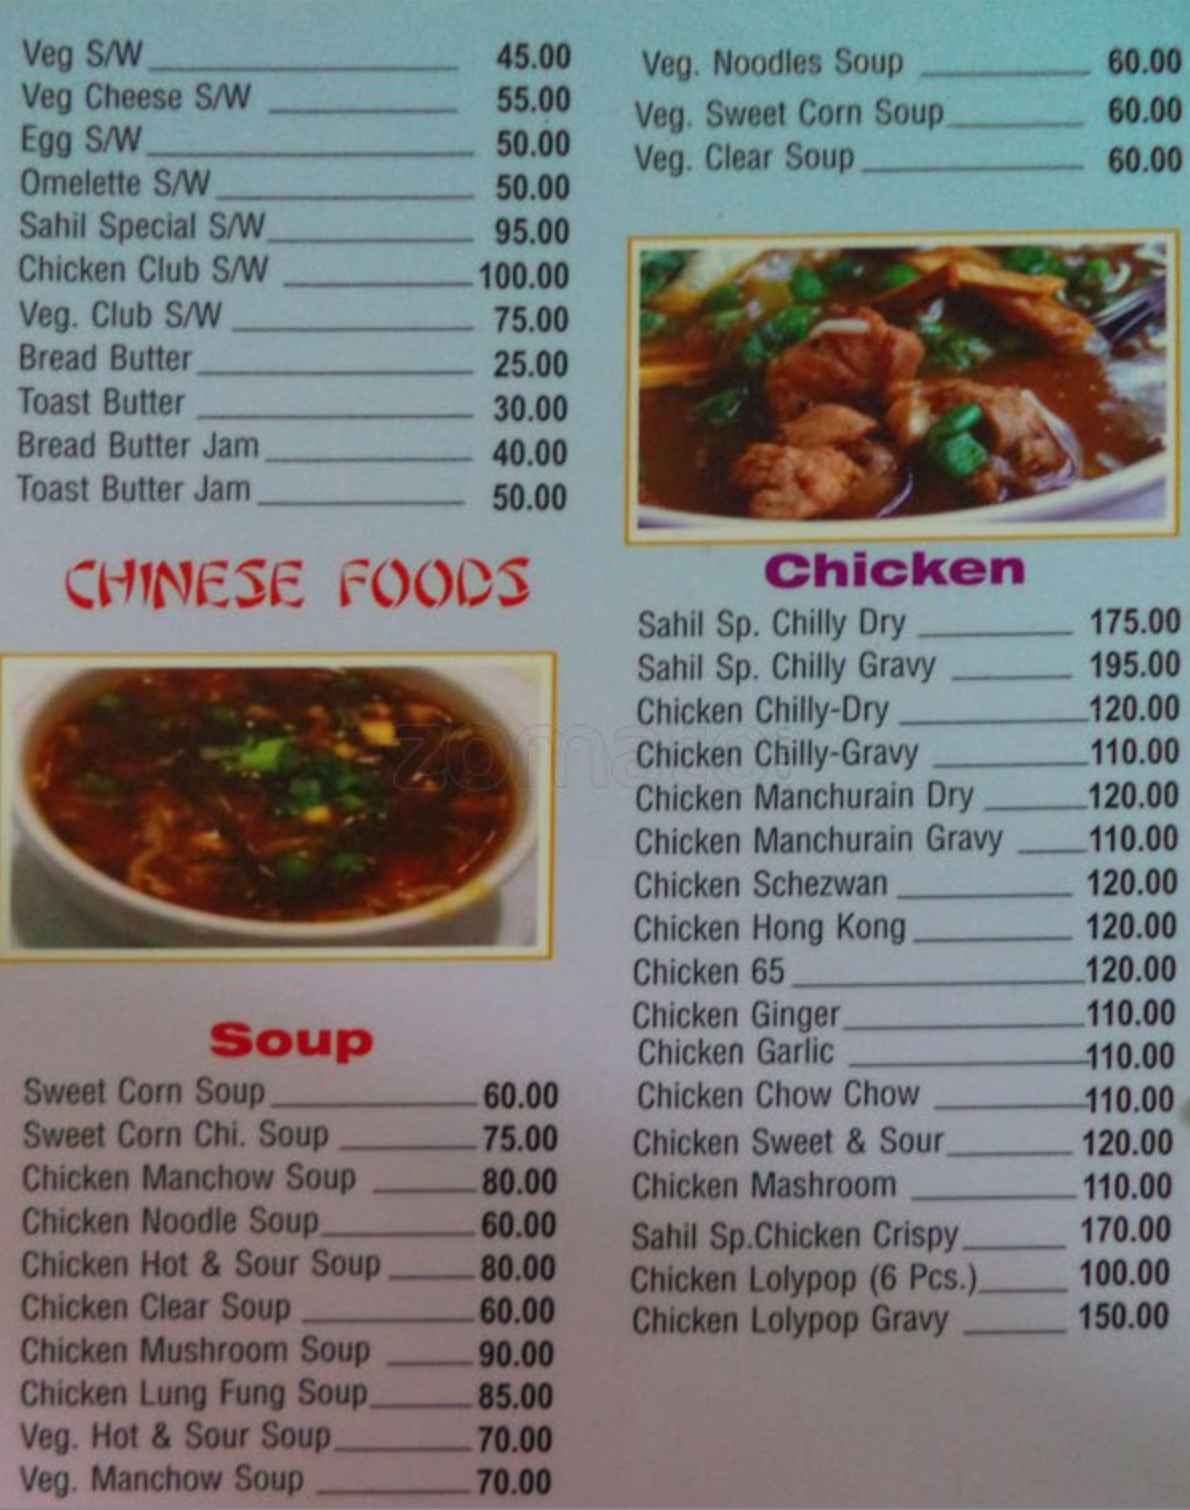 Veg S/W 45.00
Veg Cheese S/W 55.00
Egg S/W 50.00
Omelette S/W 50.00
Sahil Special S/W 95.00
Chicken Club S/W 100.00
Veg. Club S/W 75.00
Bread Butter 25.00
Toast Butter 30.00
Bread Butter Jam 40.00
Toast Butter Jam 50.00
CHINESE FOODS
Soup
Sweet Corn Soup 60.00
Sweet Corn Chi. Soup 75.00
Chicken Manchow Soup 80.00
Chicken Noodle Soup 60.00
Chicken Hot & Sour Soup 80.00
Chicken Clear Soup 60.00
Chicken Mushroom Soup 90.00
Chicken Lung Fung Soup 85.00
Veg. Hot & Sour Soup 70.00
Veg. Manchow Soup 70.00
Veg. Noodles Soup 60.00
Veg. Sweet Corn Soup 60.00
Veg. Clear Soup 60.00
Chicken
Sahil Sp. Chilly Dry 175.00
Sahil Sp. Chilly Gravy 195.00
Chicken Chilly-Dry 120.00
Chicken Chilly-Gravy 110.00
Chicken Manchurain Dry 120.00
Chicken Manchurain Gravy 110.00
Chicken Schezwan 120.00
Chicken Hong Kong 120.00
Chicken 65 120.00
Chicken Ginger 110.00
Chicken Garlic 110.00
Chicken Chow Chow 110.00
Chicken Sweet & Sour 120.00
Chicken Mashroom 110.00
Sahil Sp.Chicken Crispy 170.00
Chicken Lolypop (6 Pcs.) 100.00
Chicken Lolypop Gravy 150.00